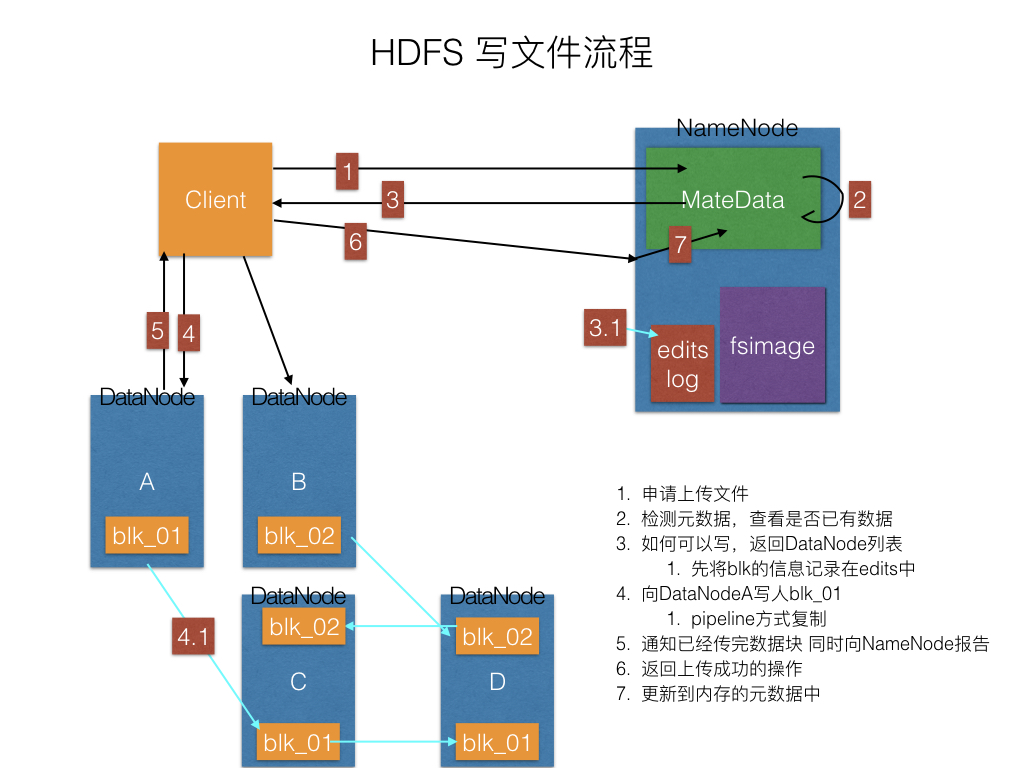 HDFS 写文件流程
NameNode
Client
1
3
6
MateData
2
7
3.1
edits
log
fsimage
5
4
DataNode
A
blk_01
DataNode
B
blk_02
4.1
DataNode
blk_02
C
blk_01
DataNode
blk_02
D
blk_01
1. 申请上传文件
2. 检测元数据，查看是否已有数据
3. 如何可以写，返回DataNode列表
1. 先将blk的信息记录在edits中
4. 向DataNodeA写人blk_01
1. pipeline方式复制
5. 通知已经传完数据块 同时向NameNode报告
6. 返回上传成功的操作
7. 更新到内存的元数据中